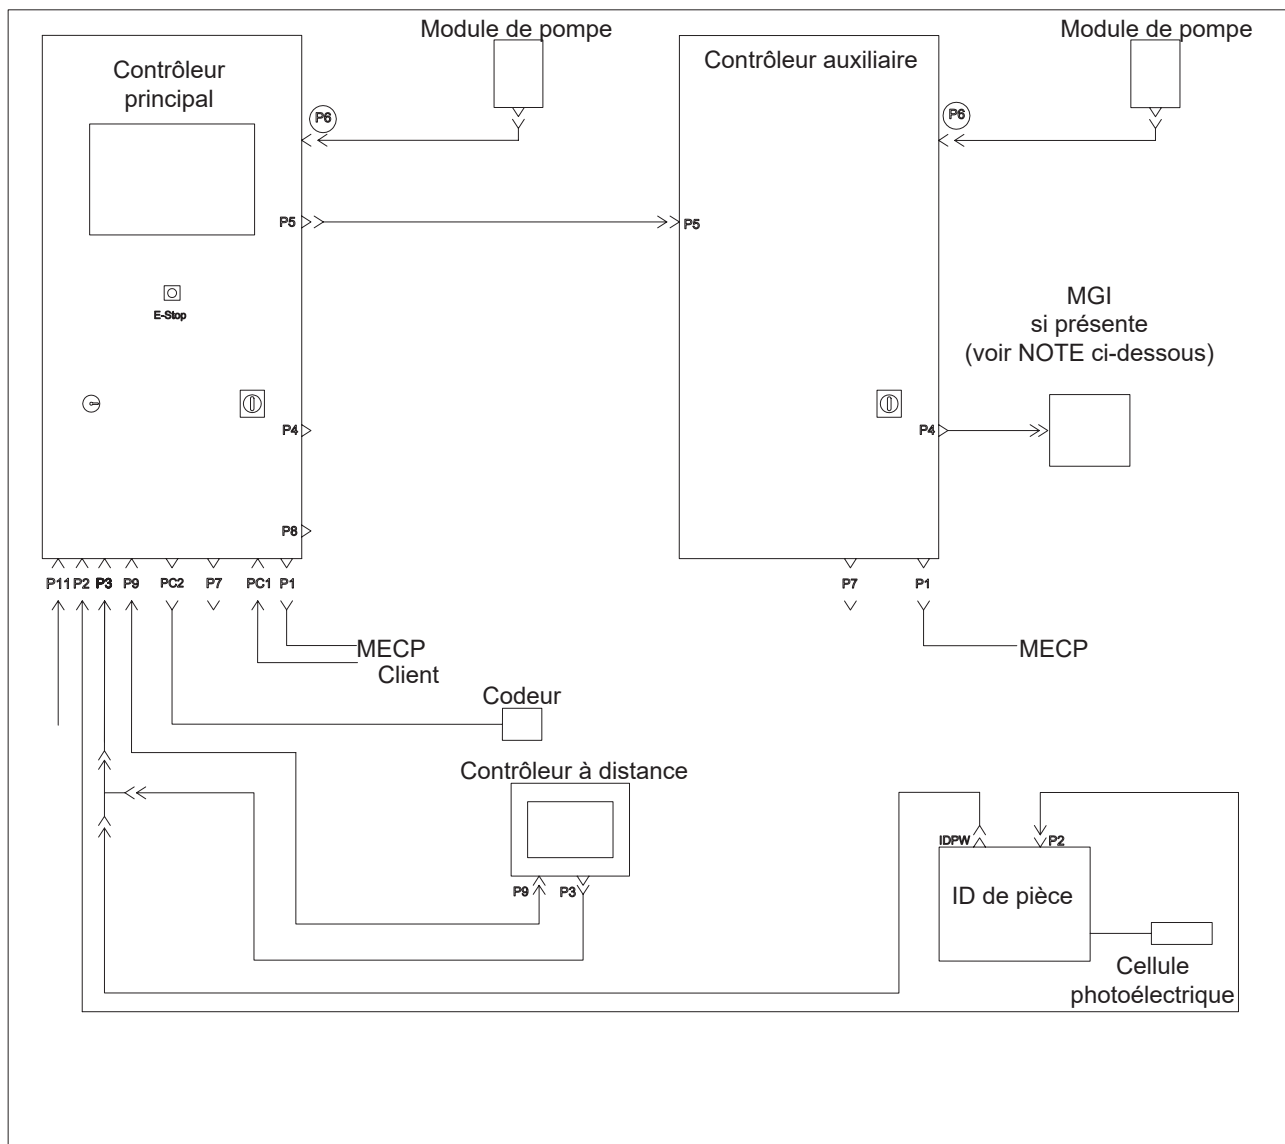 Module de pompe
Module de pompe
Contrôleur
principal
Contrôleur auxiliaire
P6
P6
P5
P5
E-Stop
MGI
si présente
(voir NOTE ci-dessous)
P4
P4
P8
P11 P2 P3 P9 PC2 P7 PC1 P1
P7 P1
MECP
Client
MECP
Codeur
Contrôleur à distance
P9 P3
IDPW P2
ID de pièce
Cellule
photoélectrique